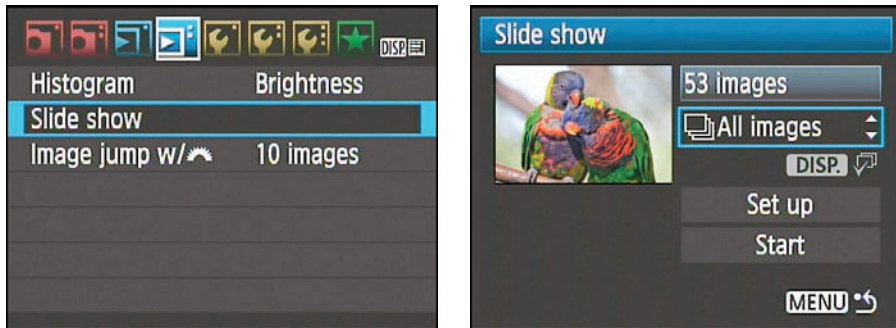 DISP.
Histogram Brightness
Slide show
Image jump w/ 10 images
Slide show
53 images
All images
DISP.
Set up
Start
MENU